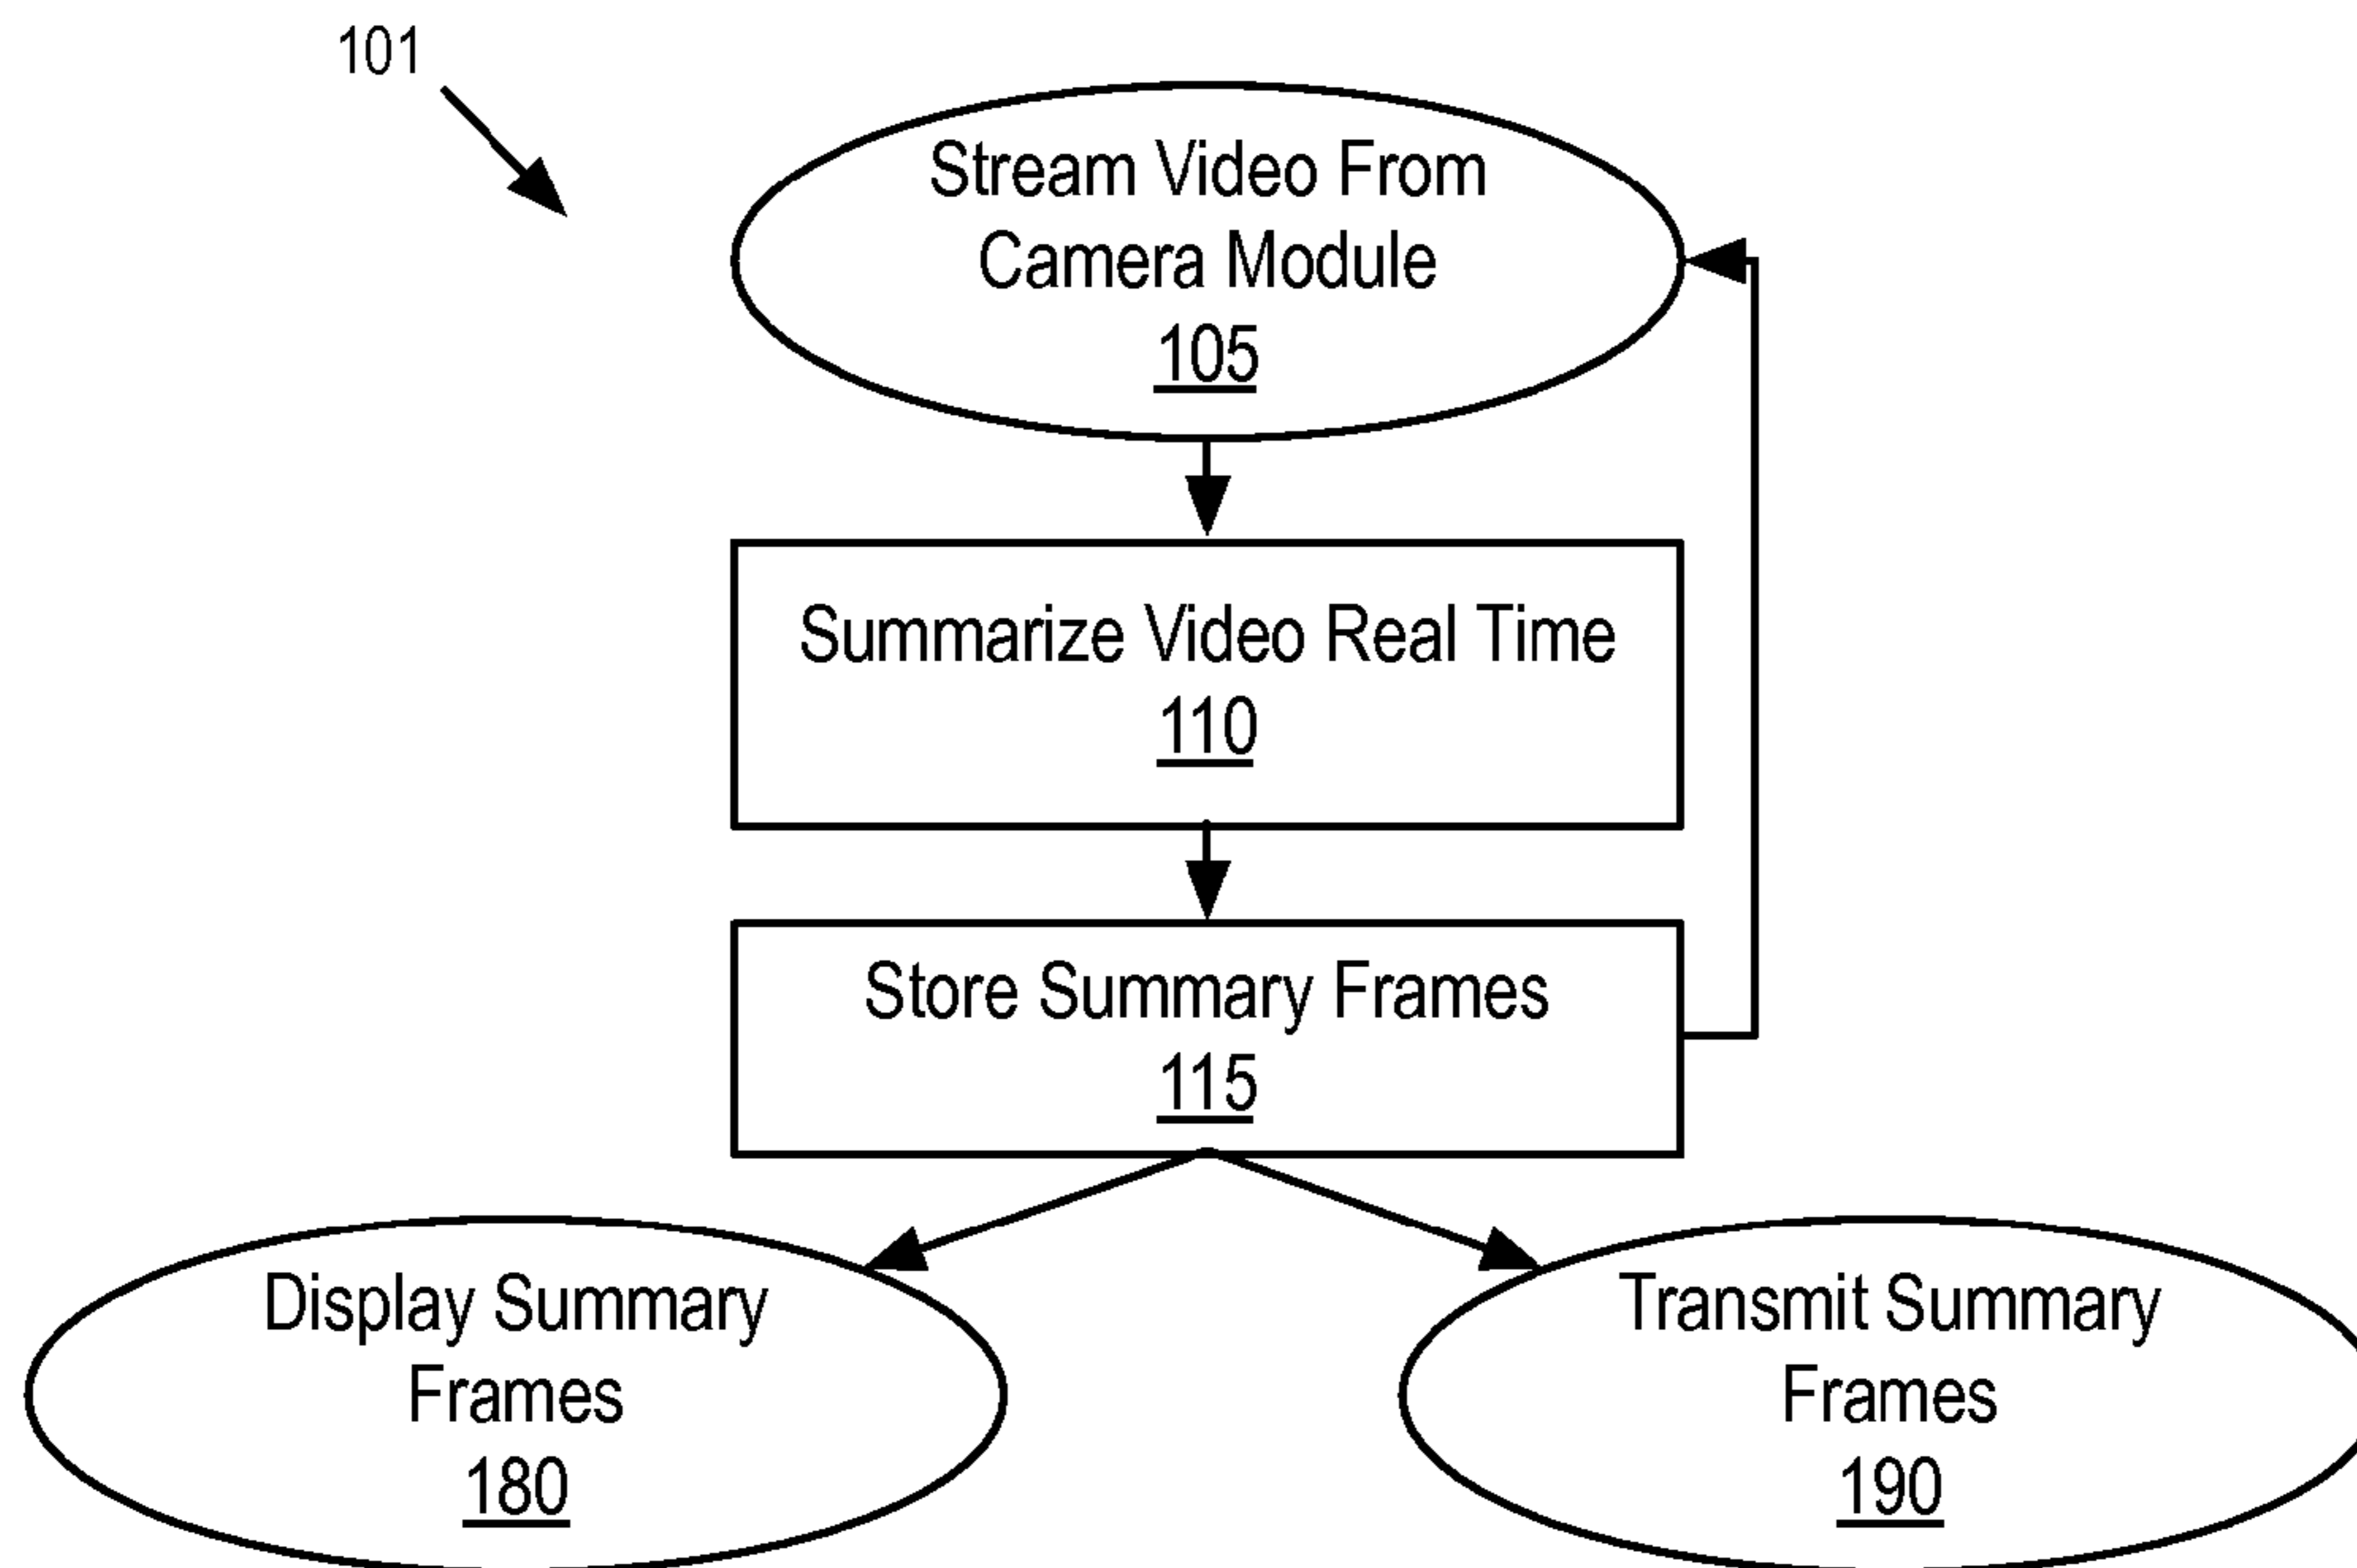 101
Stream Video From
Camera Module
105
Summarize Video Real Time
110
Store Summary Frames
115
Display Summary
Frames
180
Transmit Summary
Frames
190